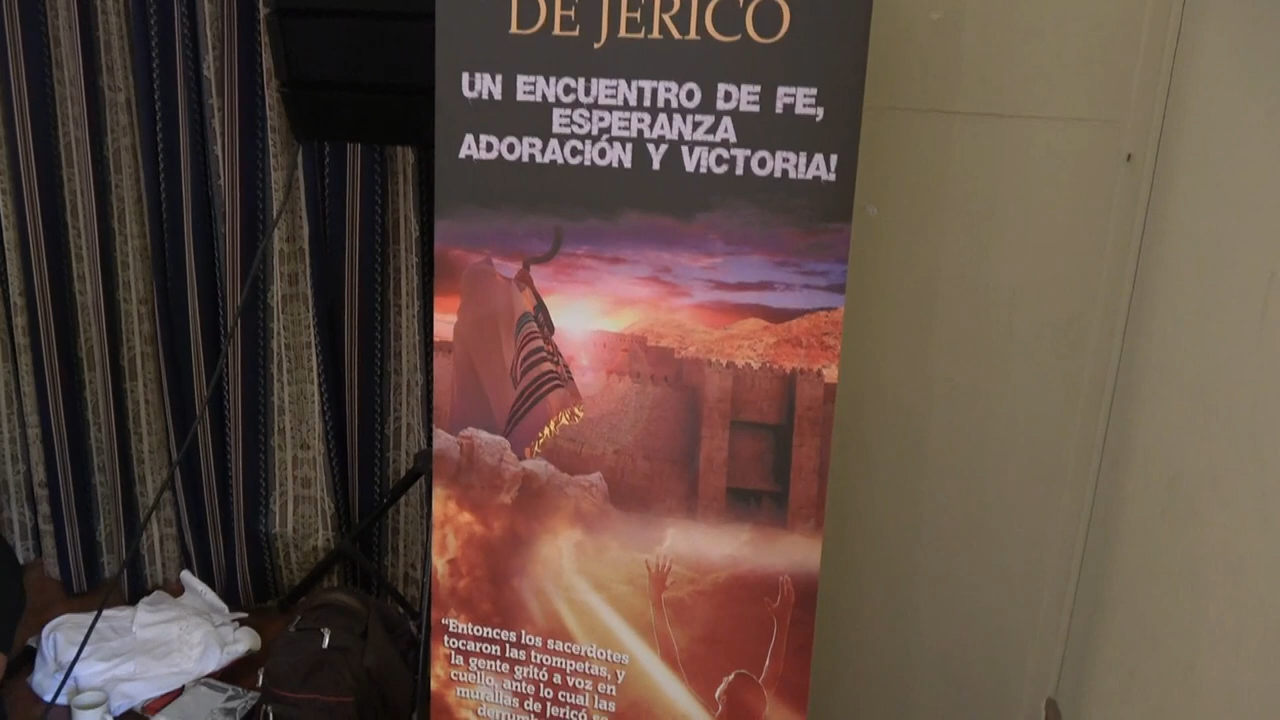 DE JERICÓ
UN ENCUENTRO DE FE,
ESPERANZA
ADORACIÓN Y VICTORIA!
"Entonces los sacerdotes
tocaron las trompetas, y
la gente gritó a voz en
cuello, ante lo cual las
murallas de Jericó se